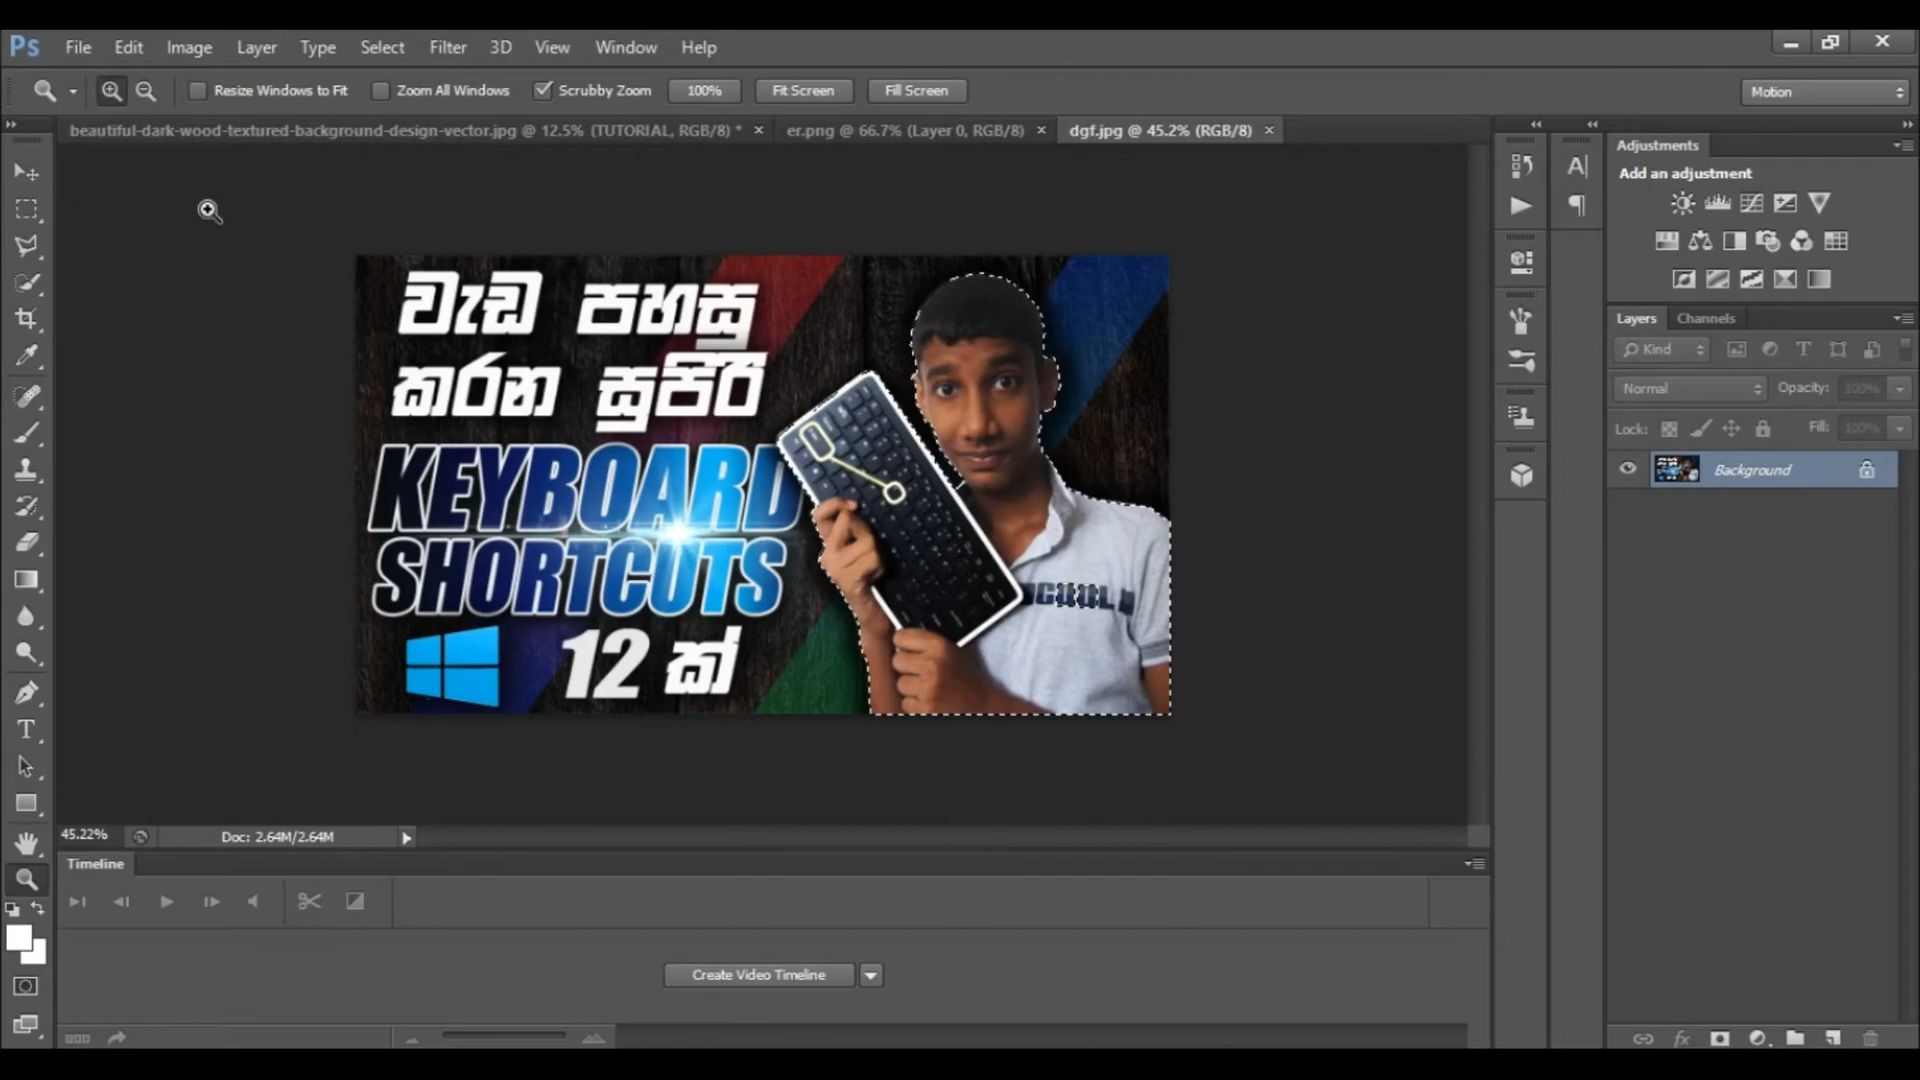 Ps File Edit Image Layer Type Select Filter 3D View Window Help
Resize Windows to Fit Zoom All Windows Scrubby Zoom 100% Fit Screen Fill Screen Motion
beautiful-dark-wood-textured-background-design-vector.jpg @ 12.5% (TUTORIAL, RGB/8) * er.png @ 66.7% (Layer 0, RGB/8) dgf.jpg @ 45.2% (RGB/8)
Adjustments
Add an adjustment
Layers Channels
Kind
Normal Opacity: 100%
Lock: Fill: 100%
Background
වැඩ පහසු
කරන සුපිරි
KEYBOARD
SHORTCUTS
12 ක්
45.22% Doc: 2.64M/2.64M
Timeline
Create Video Timeline